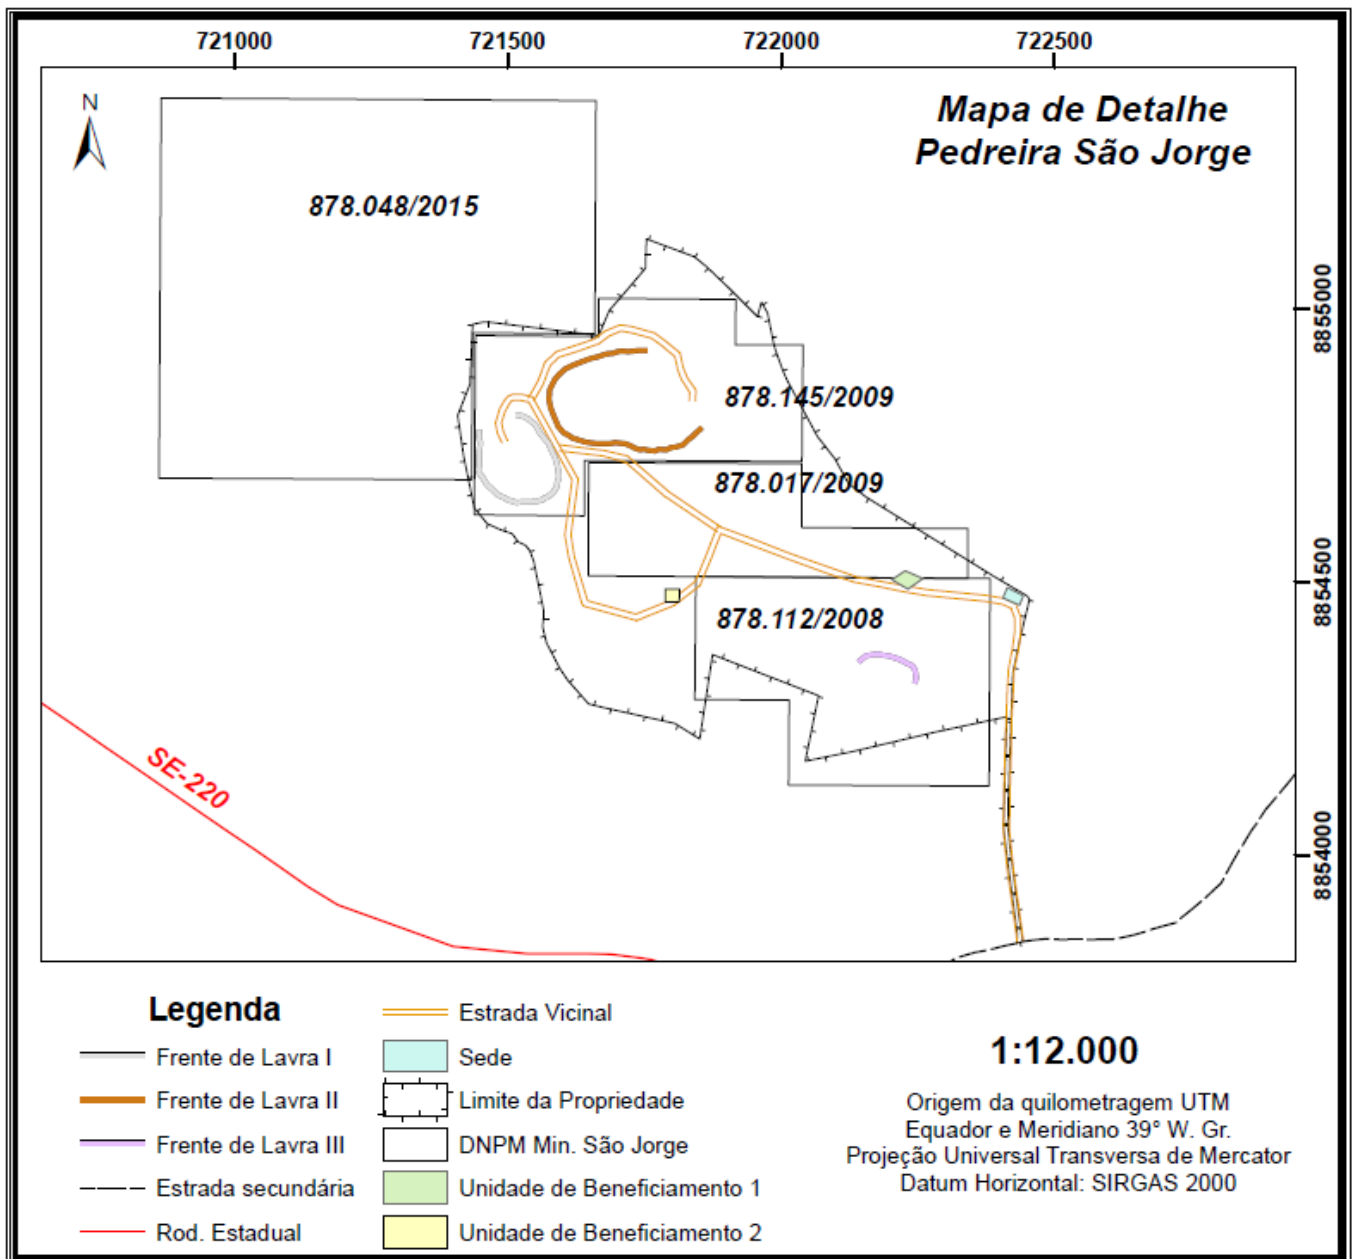 721000
721500
722000
722500
N
Mapa de Detalhe
Pedreira São Jorge
878.048/2015
8855000
878.145/2009
878.017/2009
8854500
878.112/2008
SE-220
8854000
Legenda
Frente de Lavra I
Frente de Lavra II
Frente de Lavra III
Estrada secundária
Rod. Estadual
Estrada Vicinal
Sede
Limite da Propriedade
DNPM Min. São Jorge
Unidade de Beneficiamento 1
Unidade de Beneficiamento 2
1:12.000
Origem da quilometragem UTM
Equador e Meridiano 39° W. Gr.
Projeção Universal Transversa de Mercator
Datum Horizontal: SIRGAS 2000